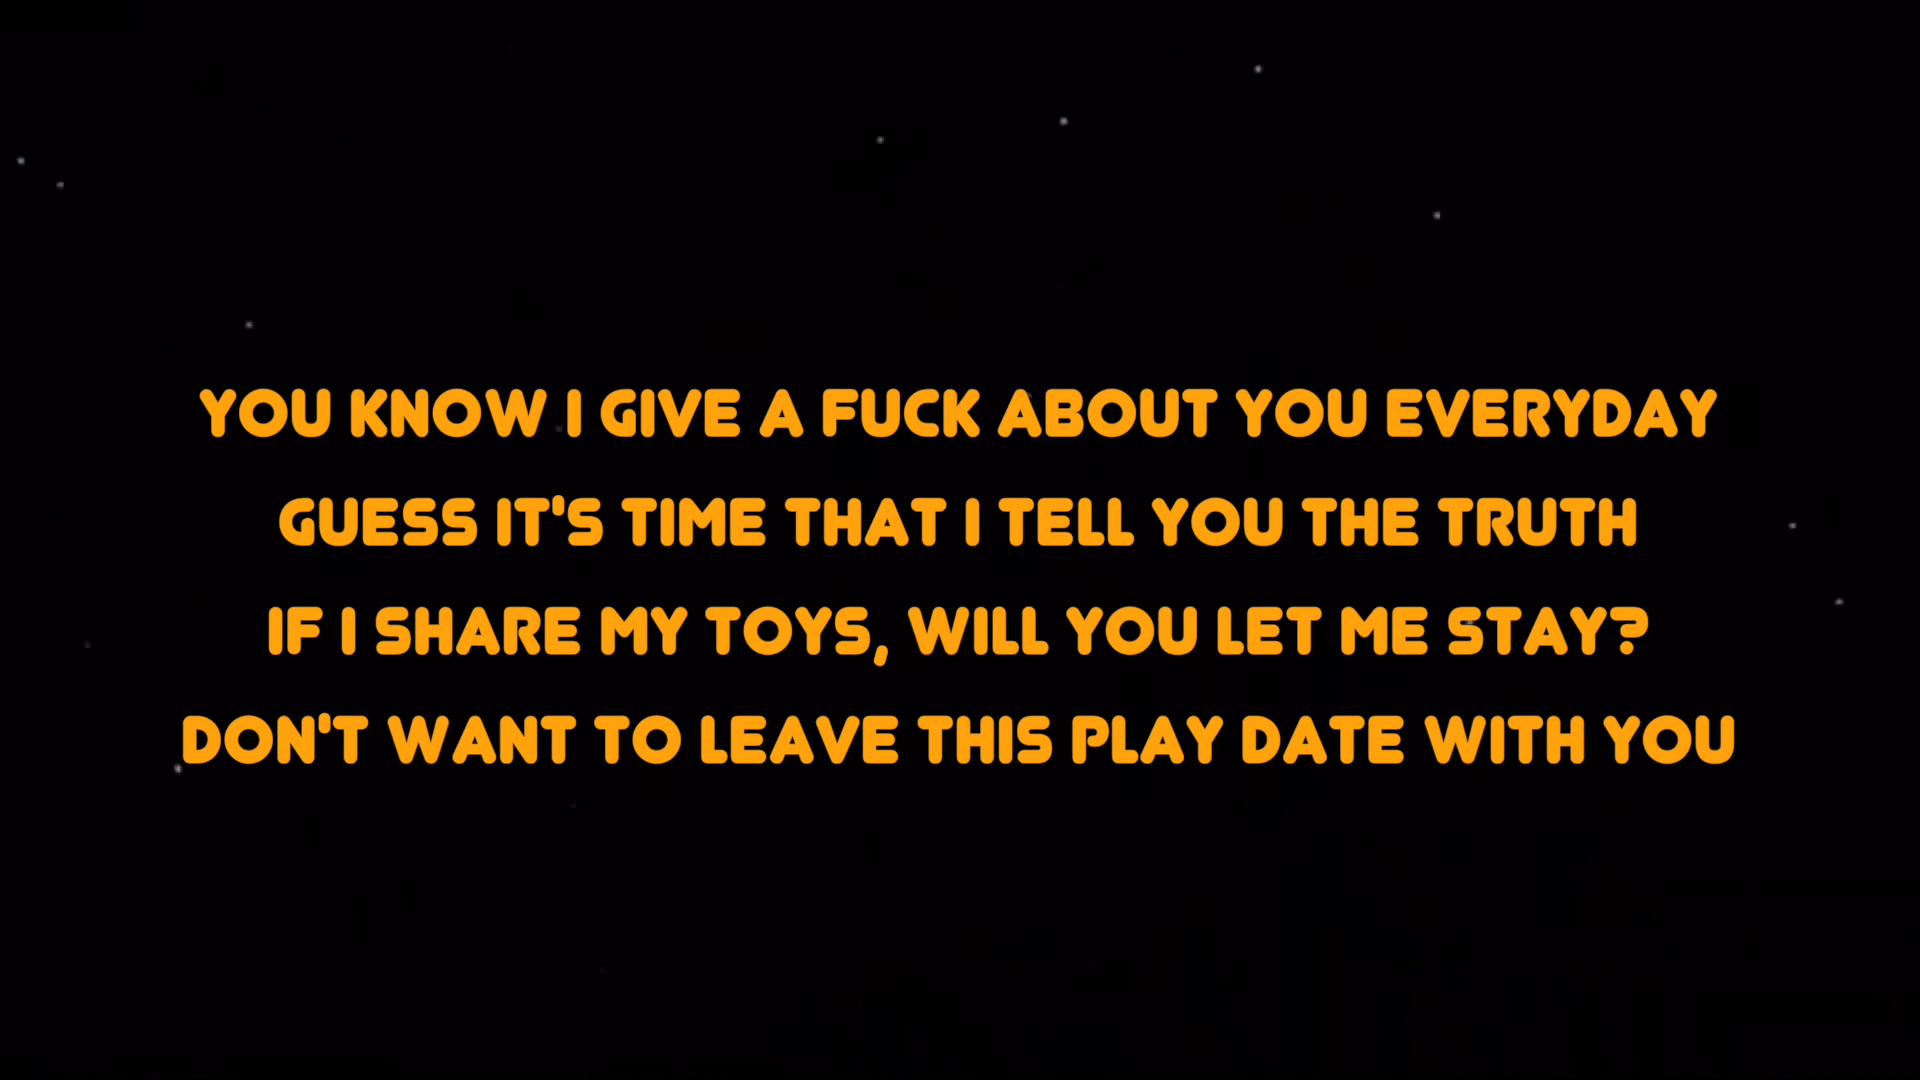 YOU KNOW I GIVE A FUCK ABOUT YOU EVERYDAY
GUESS IT'S TIME THAT I TELL YOU THE TRUTH
IF I SHARE MY TOYS, WILL YOU LET ME STAY?
DON'T WANT TO LEAVE THIS PLAY DATE WITH YOU